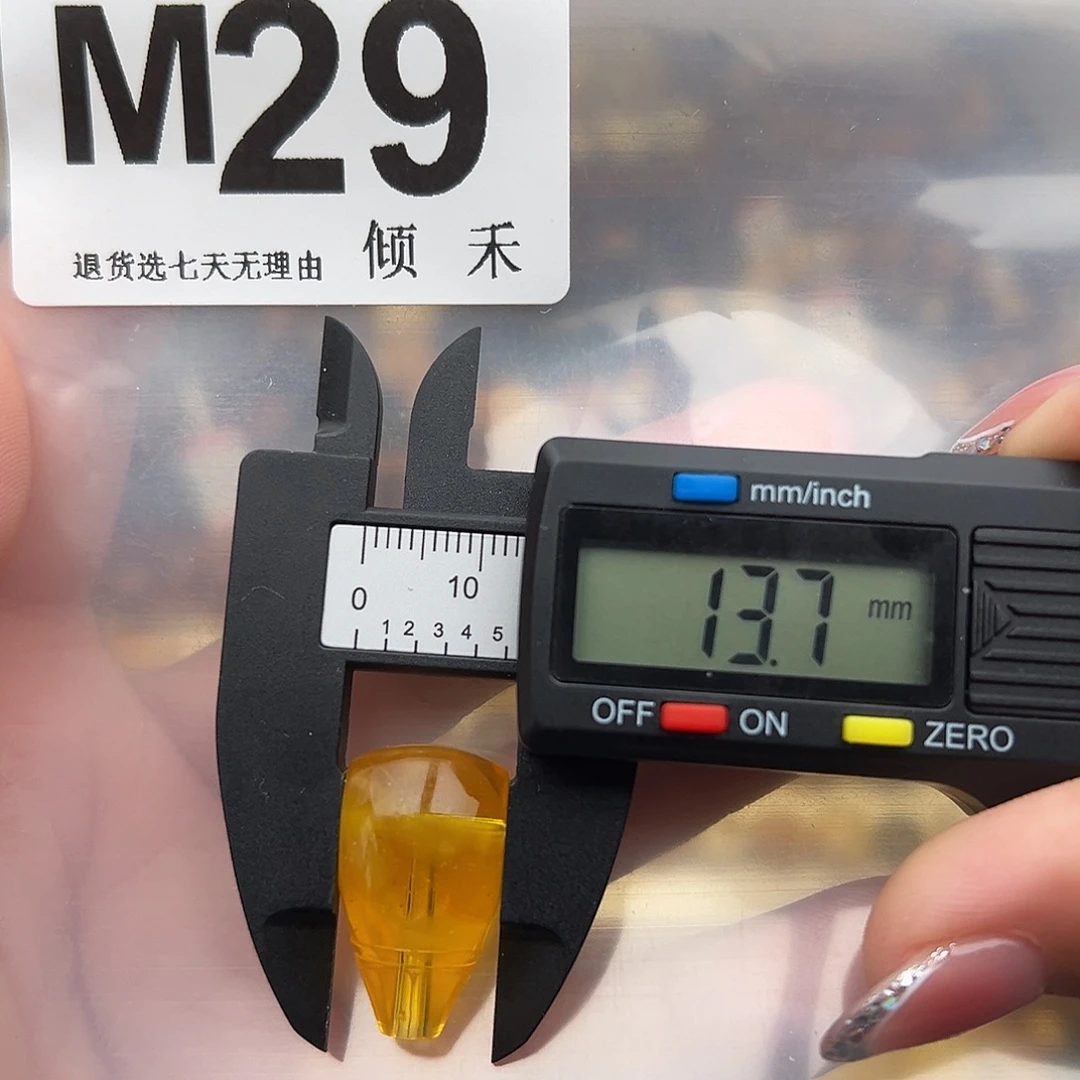 M29
退货选七天无理由 倾 禾
mm/inch
13.7 mm
OFF ON ZERO
0 10
1 2 3 4 5